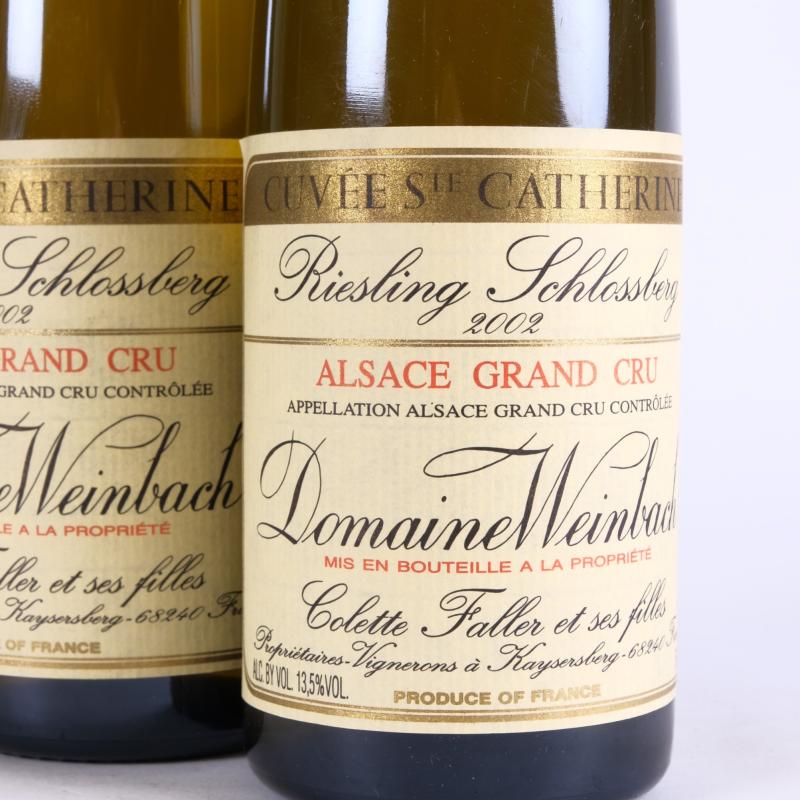 CATHERINE
Schlossberg
2002
GRAND CRU
GRAND CRU CONTRÔLÉE
Weinbach
A LA PROPRIÉTÉ
Faller et ses filles
Kaysersberg-68240
OF FRANCE
CUVÉE STE CATHERINE
Riesling Schlossberg
2002
ALSACE GRAND CRU
APPELLATION ALSACE GRAND CRU CONTRÔLÉE
Domaine Weinbach
MIS EN BOUTEILLE A LA PROPRIÉTÉ
Colette Faller et ses filles
Propriétaires-Vignerons à Kaysersberg-68240
ALC. BY VOL. 13,5% VOL.
PRODUCE OF FRANCE